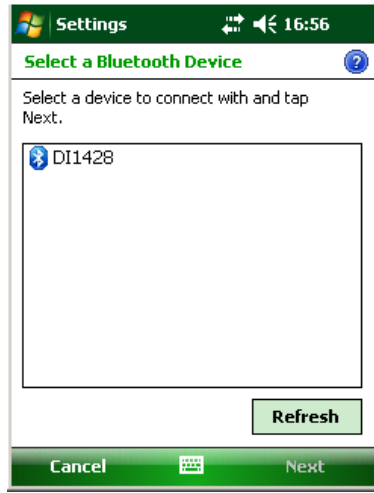 Settings 16:56
Select a Bluetooth Device ?
Select a device to connect with and tap
Next.
DI1428
Refresh
Cancel Next